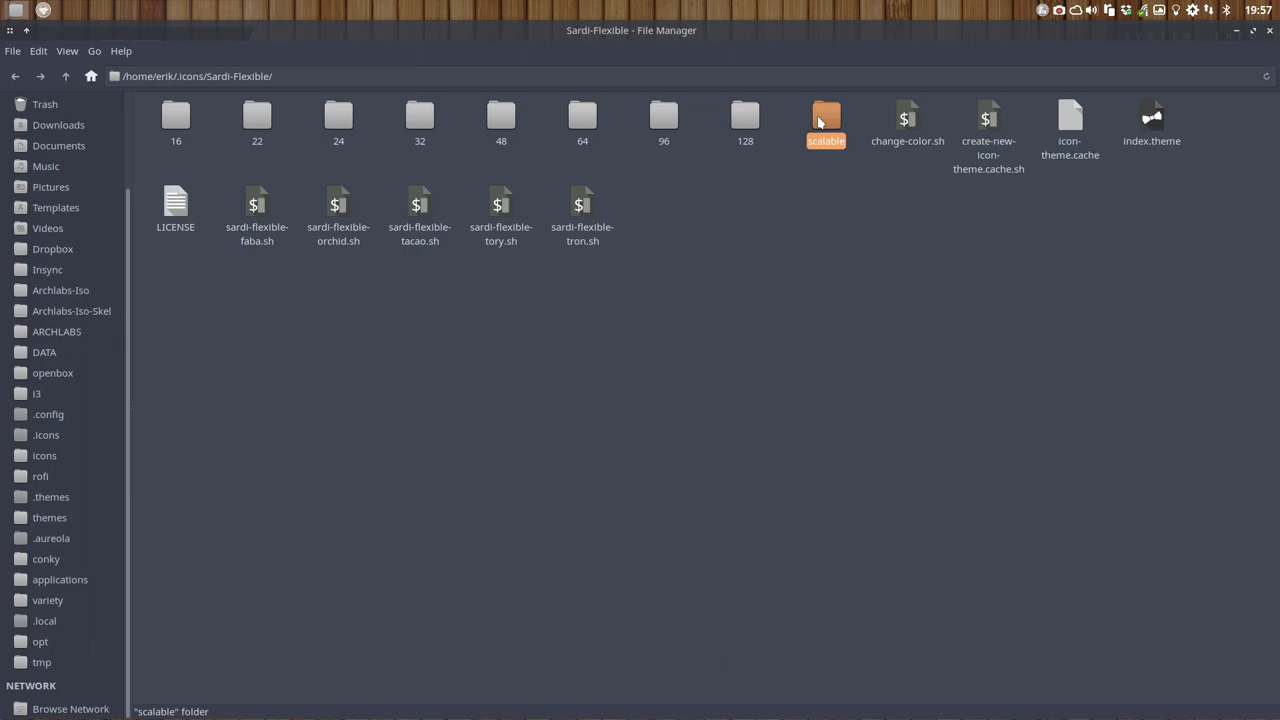 19:57
Sardi-Flexible - File Manager
File Edit View Go Help
/home/erik/.icons/Sardi-Flexible/
Trash
Downloads
Documents
Music
Pictures
Templates
Videos
Dropbox
Insync
Archlabs-Iso
Archlabs-Iso-Skel
ARCHLABS
DATA
openbox
i3
.config
.icons
icons
rofi
.themes
themes
.aureola
conky
applications
variety
.local
opt
tmp
NETWORK
Browse Network
16 22 24 32 48 64 96 128 scalable change-color.sh create-new- icon- index.theme
icon- theme.cache
theme.cache.sh
LICENSE sardi-flexible- sardi-flexible- sardi-flexible- sardi-flexible- sardi-flexible-
faba.sh orchid.sh tacao.sh tory.sh tron.sh
"scalable" folder